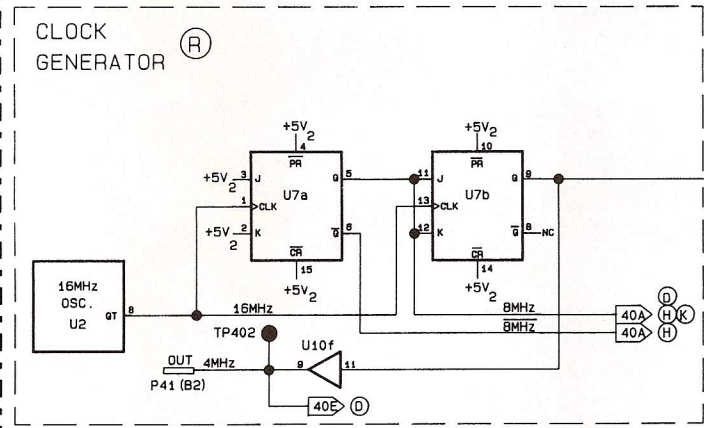 CLOCK
GENERATOR
R
+5V2
4
PR
+5V2
3
J
Q
5
U7a
1
CLK
+5V2
2
K
Q
6
CR
15
+5V2
+5V2
10
PR
11
J
Q
9
U7b
13
CLK
12
K
Q
8
NC
CR
14
+5V2
16MHz
OSC.
U2
QT
8
16MHz
8MHz
40A
D
H
K
8MHz
40A
H
TP402
U10f
OUT
4MHz
9
11
P41 (B2)
40E
D